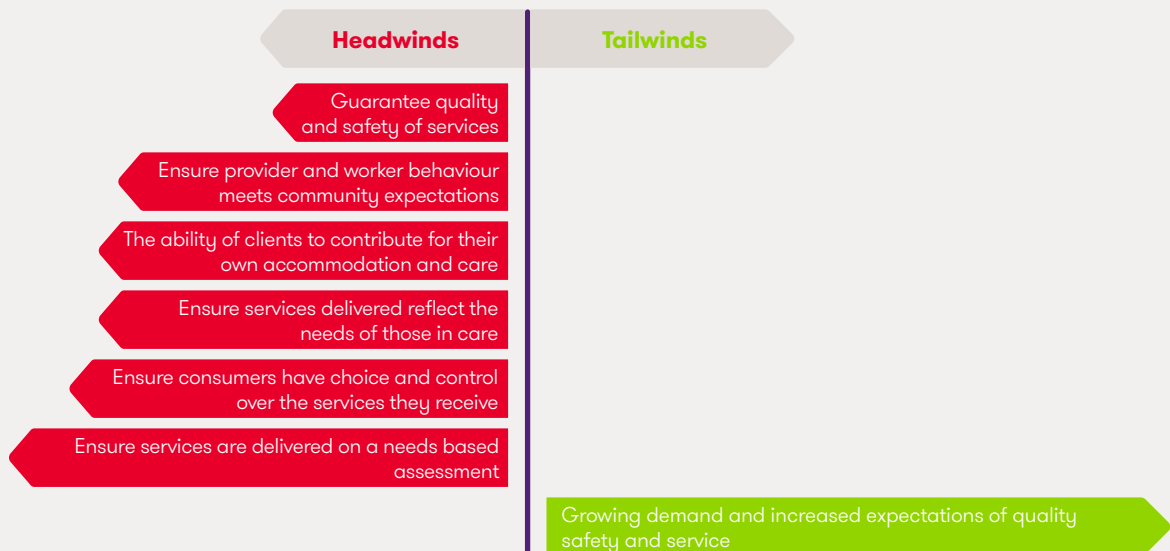 Headwinds
Tailwinds
Guarantee quality
and safety of services
Ensure provider and worker behaviour
meets community expectations
The ability of clients to contribute for their
own accommodation and care
Ensure services delivered reflect the
needs of those in care
Ensure consumers have choice and control
over the services they receive
Ensure services are delivered on a needs based
assessment
Growing demand and increased expectations of quality
safety and service